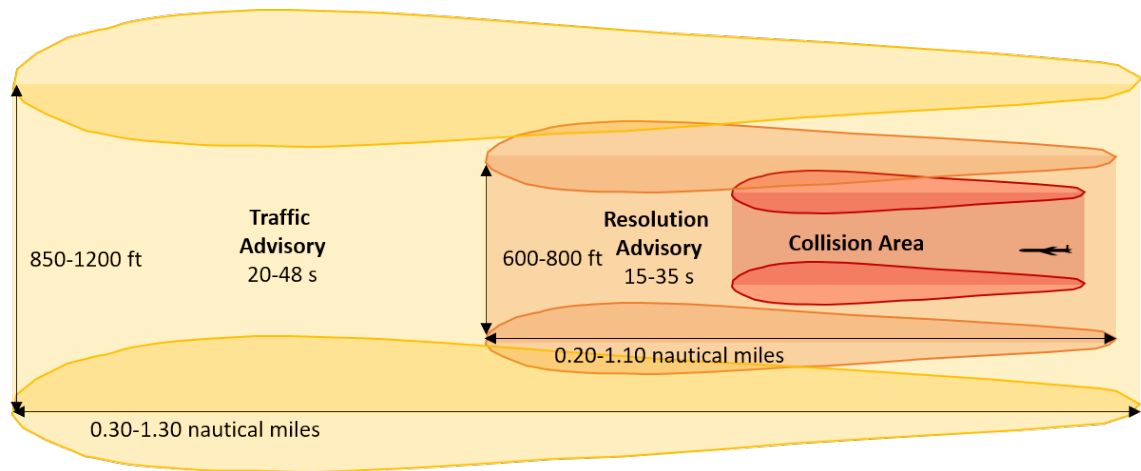 Traffic
Advisory
20-48 s
850-1200 ft
Resolution
Advisory
15-35 s
600-800 ft
Collision Area
0.20-1.10 nautical miles
0.30-1.30 nautical miles